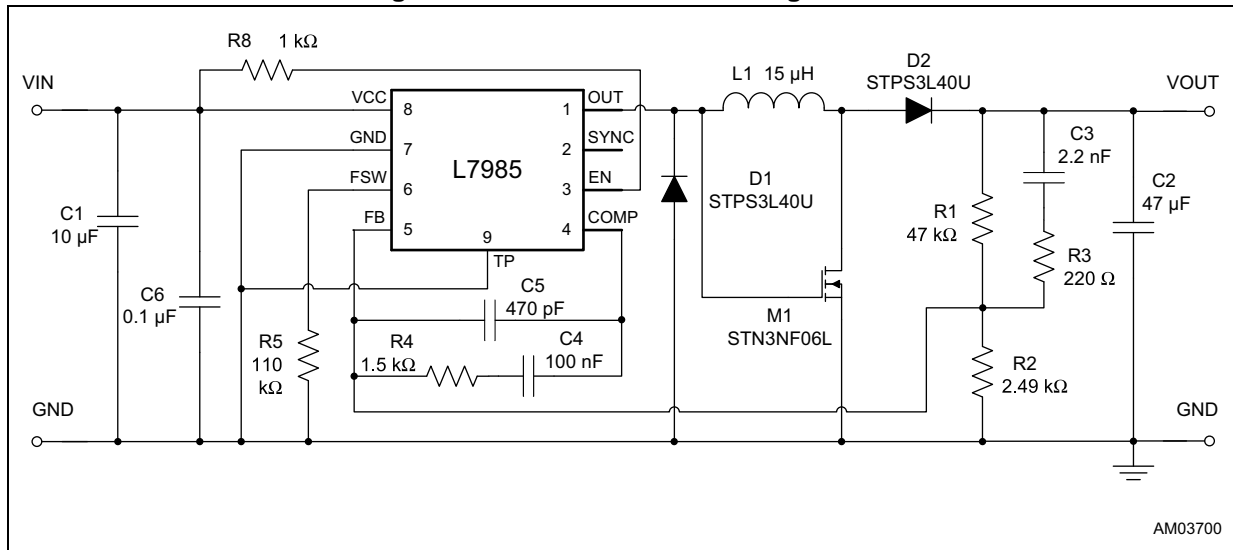 R8 1 kΩ
VIN
VCC
8
GND
7
FSW
6
FB
5
L7985
9
TP
1
OUT
2
SYNC
3
EN
4
COMP
L1 15 µH
D2
STPS3L40U
VOUT
C1
10 µF
C6
0.1 µF
R5
110
kΩ
C5
470 pF
R4
1.5 kΩ
C4
100 nF
D1
STPS3L40U
M1
STN3NF06L
R1
47 kΩ
C3
2.2 nF
R3
220 Ω
C2
47 µF
R2
2.49 kΩ
GND
GND
AM03700